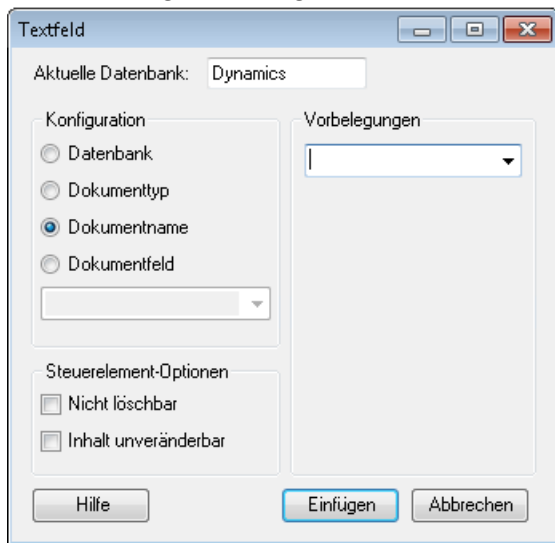 Textfeld
Aktuelle Datenbank: Dynamics
Konfiguration
Datenbank
Dokumenttyp
Dokumentname
Dokumentfeld
Vorbelegungen
Steuerelement-Optionen
Nicht löschbar
Inhalt unveränderbar
Hilfe Einfügen Abbrechen